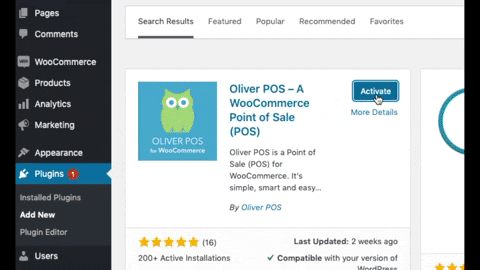 Pages
Comments
WooCommerce
Products
Analytics
Marketing
Appearance
Plugins 1
Installed Plugins
Add New
Plugin Editor
Users
Search Results Featured Popular Recommended Favorites
OLIVER POS
for WooCommerce
Oliver POS – A
WooCommerce
Point of Sale
(POS)
Activate
More Details
Oliver POS is a Point of
Sale (POS) for
WooCommerce. It's
simple, smart and easy...
By Oliver POS
(16)
Last Updated: 2 weeks ago
200+ Active Installations
Compatible with your version of
WordPress